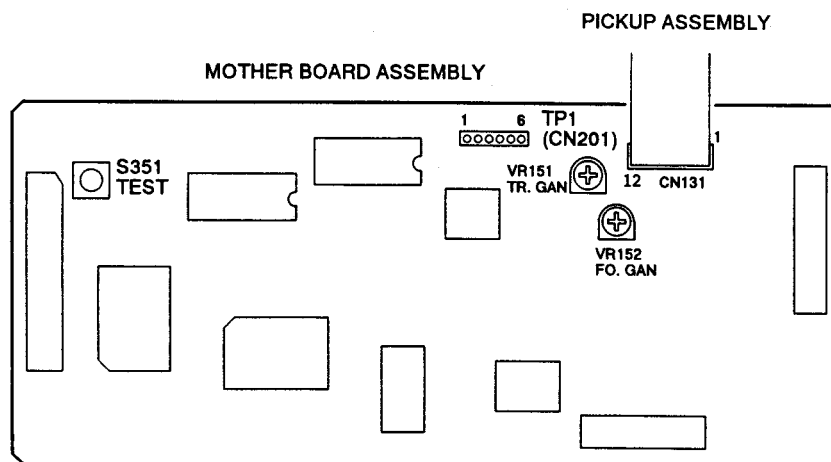 PICKUP ASSEMBLY
MOTHER BOARD ASSEMBLY
1 6 TP1
(CN201)
1
S351
TEST
VR151
TR. GAN
12 CN131
VR152
FO. GAN